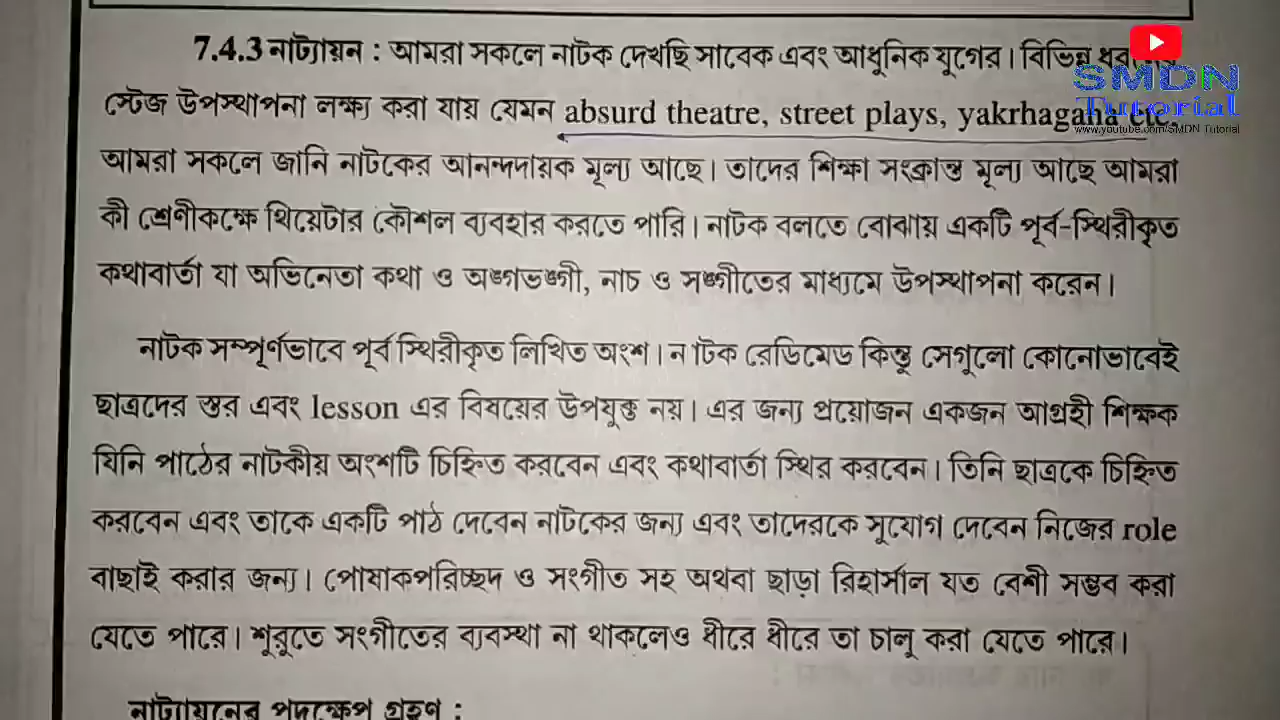 7.4.3 নাট্যায়ন : আমরা সকলে নাটক দেখছি সাবেক এবং আধুনিক যুগের। বিভিন্ন
SMDN
স্টেজ উপস্থাপনা লক্ষ্য করা যায় যেমন absurd theatre, street plays, yakrhagana etc,
Tutorial
www.youtube.com/SMDN Tutorial
আমরা সকলে জানি নাটকের আনন্দদায়ক মূল্য আছে। তাদের শিক্ষা সংক্রান্ত মূল্য আছে আমরা
কী শ্রেণীকক্ষে থিয়েটার কৌশল ব্যবহার করতে পারি। নাটক বলতে বোঝায় একটি পূর্ব-স্থিরীকৃত
কথাবার্তা যা অভিনেতা কথা ও অঙ্গভঙ্গী, নাচ ও সঙ্গীতের মাধ্যমে উপস্থাপনা করেন।
নাটক সম্পূর্ণভাবে পূর্ব স্থিরীকৃত লিখিত অংশ। ন াটক রেডিমেড কিন্তু সেগুলো কোনোভাবেই
ছাত্রদের স্তর এবং lesson এর বিষয়ের উপযুক্ত নয়। এর জন্য প্রয়োজন একজন আগ্রহী শিক্ষক
যিনি পাঠের নাটকীয় অংশটি চিহ্নিত করবেন এবং কথাবার্তা স্থির করবেন। তিনি ছাত্রকে চিহ্নিত
করবেন এবং তাকে একটি পাঠ দেবেন নাটকের জন্য এবং তাদেরকে সুযোগ দেবেন নিজের role
বাছাই করার জন্য। পোষাকপরিচ্ছদ ও সংগীত সহ অথবা ছাড়া রিহার্সাল যত বেশী সম্ভব করা
যেতে পারে। শুরুতে সংগীতের ব্যবস্থা না থাকলেও ধীরে ধীরে তা চালু করা যেতে পারে।
নাট্যায়নের পদক্ষেপ গ্রহণ :